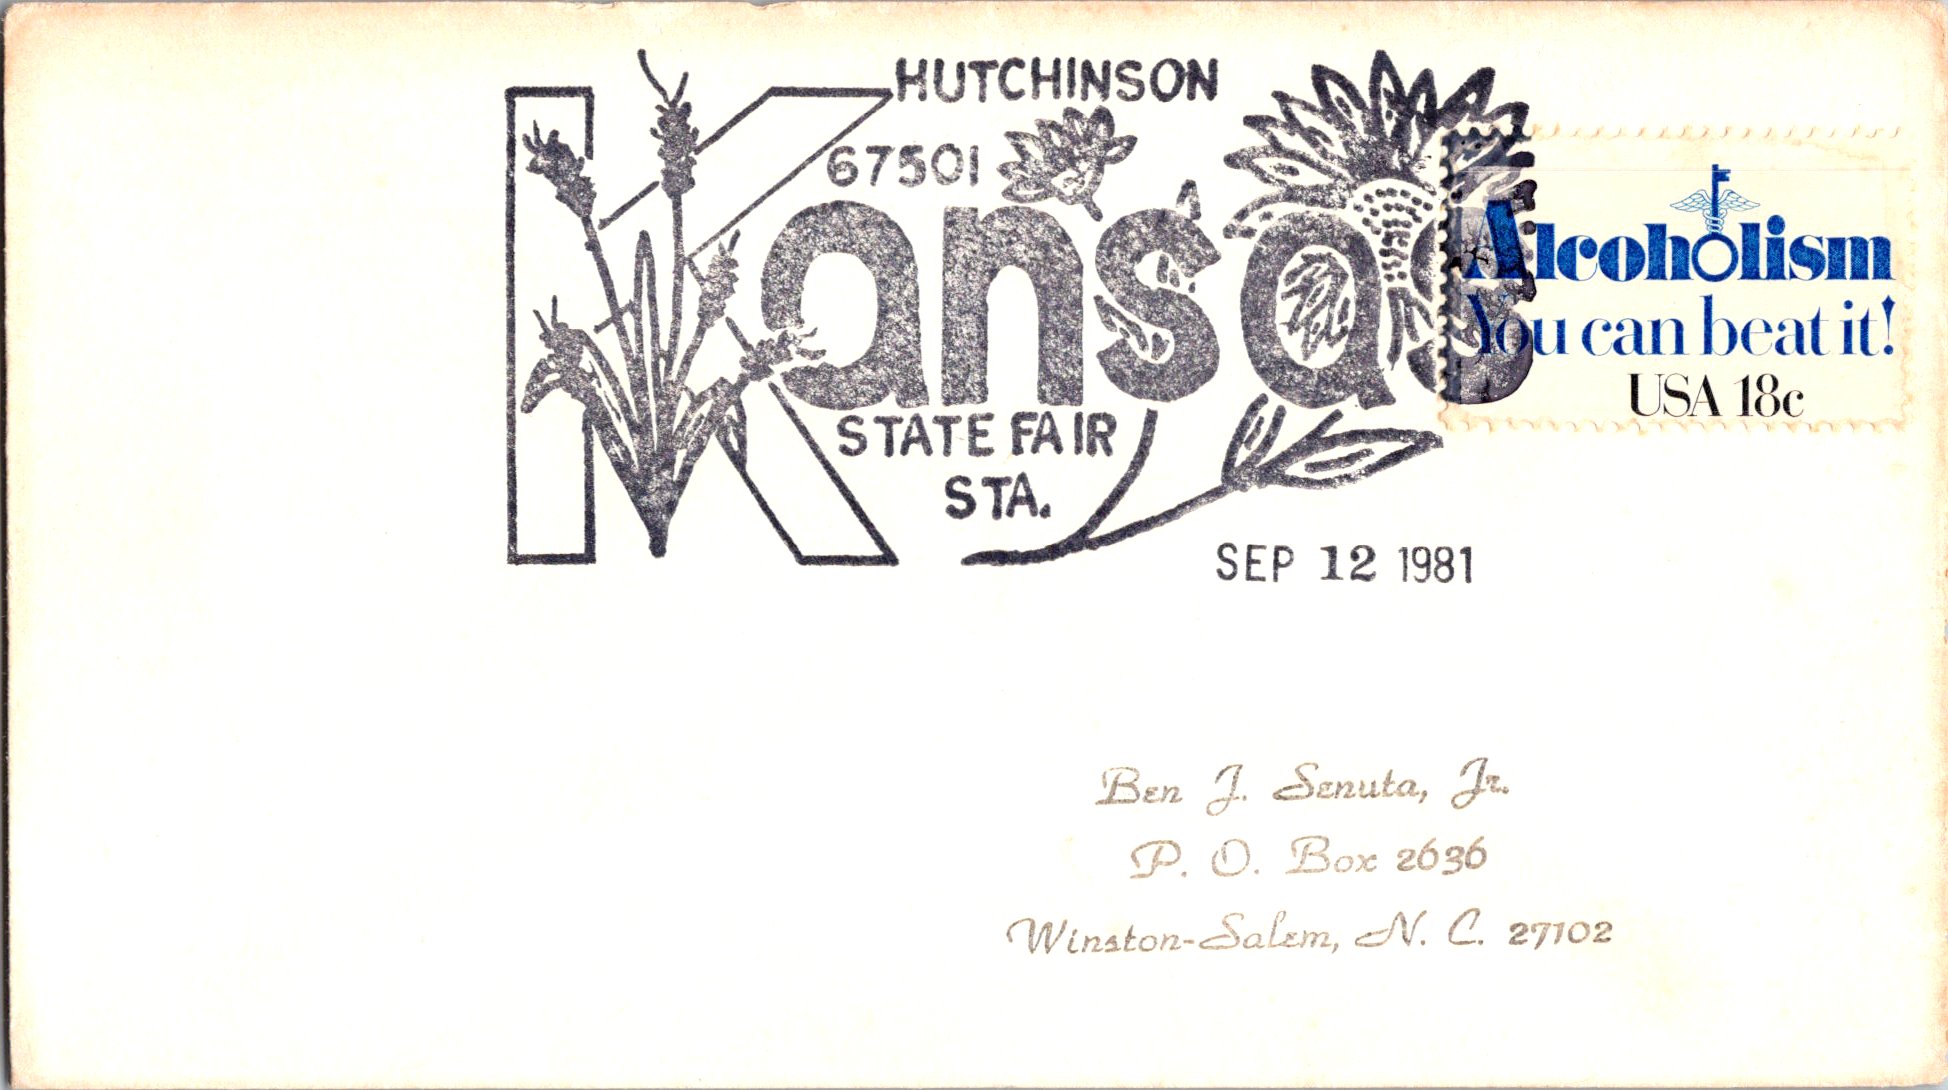 HUTCHINSON
67501
Kansas
STATE FAIR
STA.
SEP 12 1981
Alcoholism
You can beat it!
USA 18c
Ben J. Senuta, Jr.
P. O. Box 2636
Winston-Salem, N. C. 27102